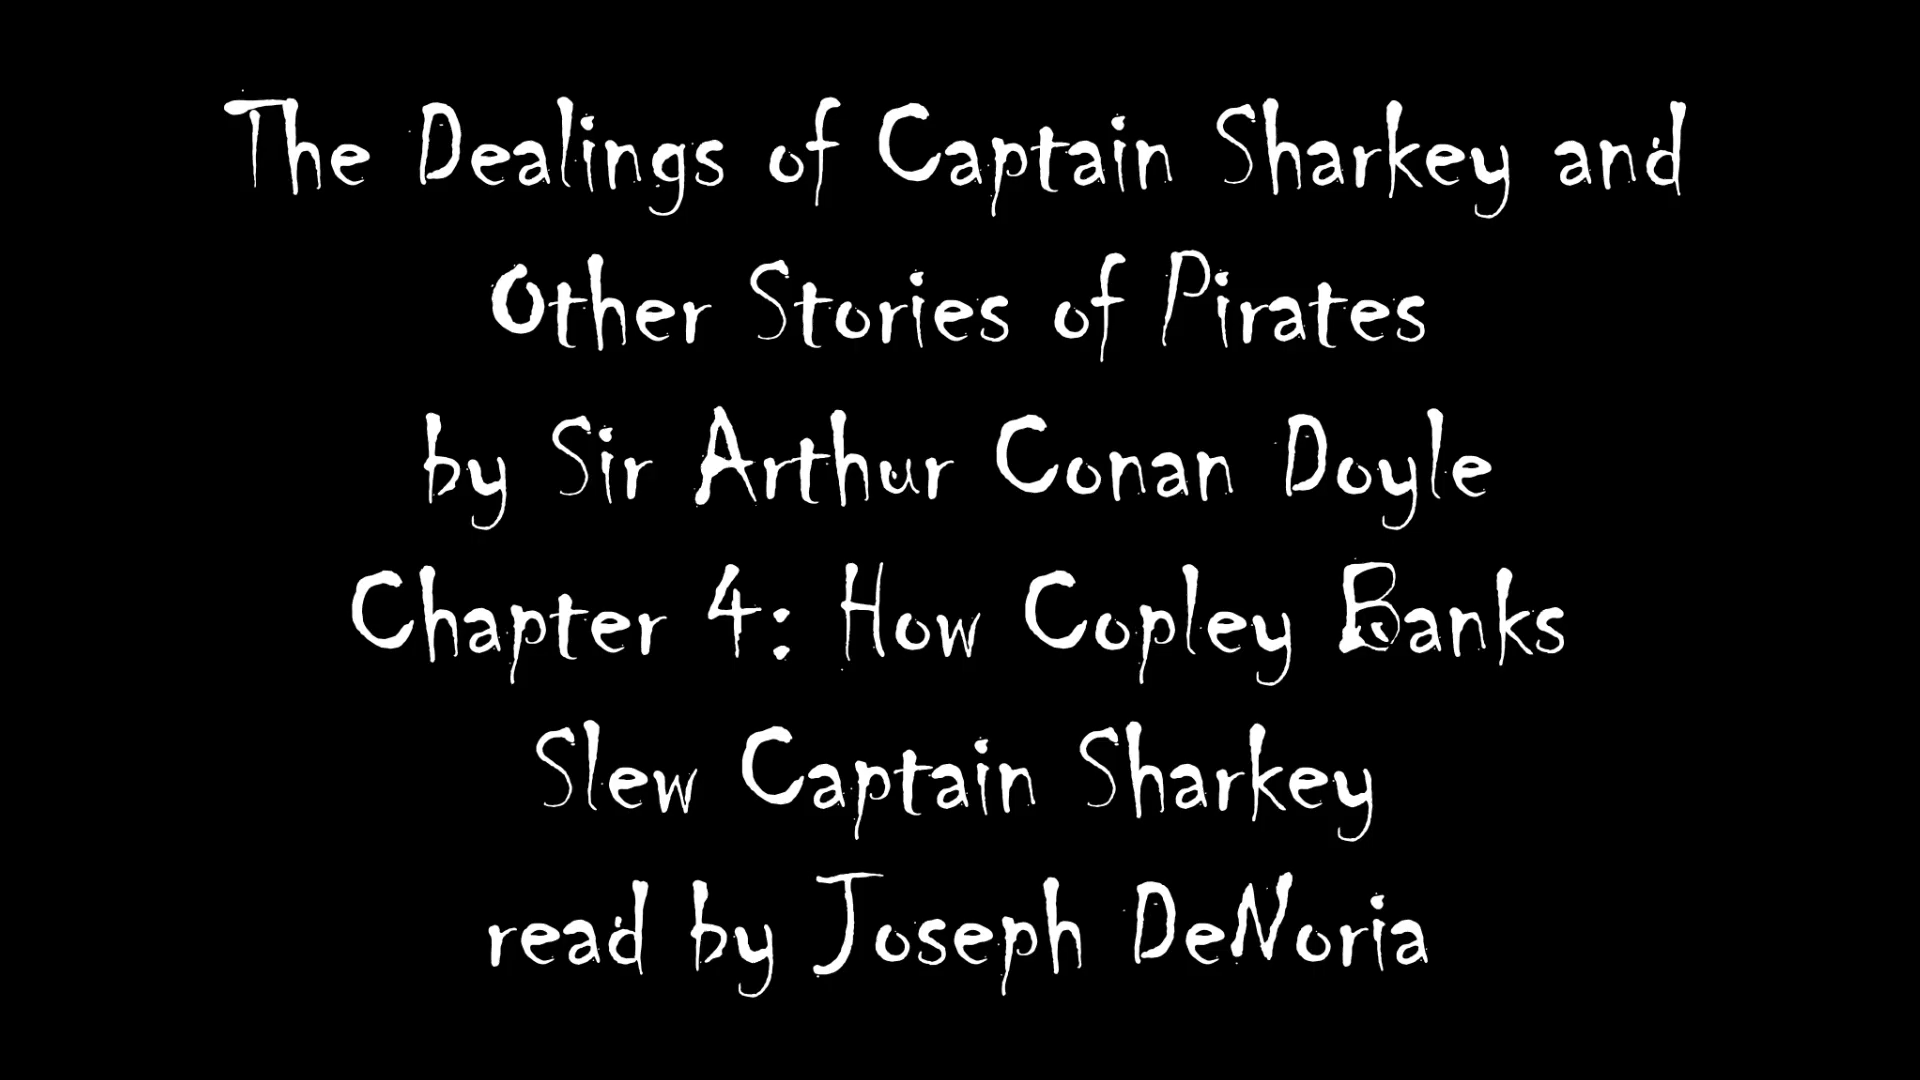 The Dealings of Captain Sharkey and
Other Stories of Pirates
by Sir Arthur Conan Doyle
Chapter 4: How Copley Banks
Slew Captain Sharkey
read by Joseph DeNoria